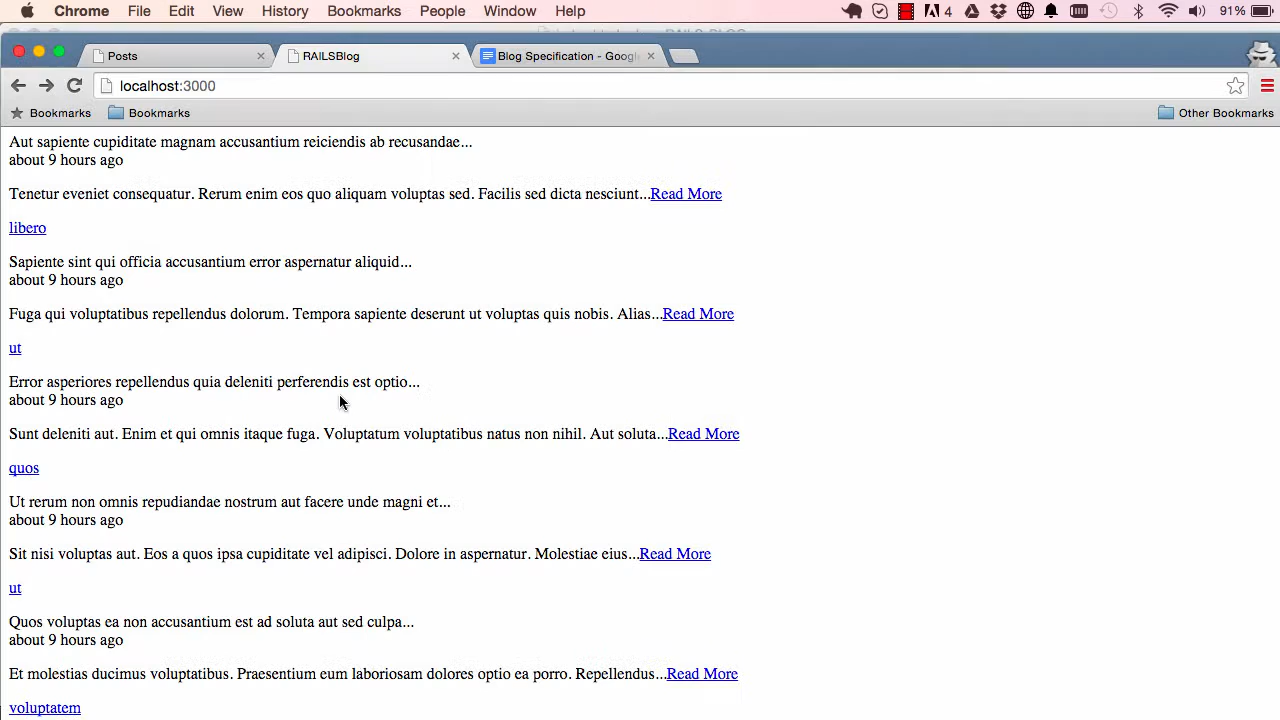 Chrome File Edit View History Bookmarks People Window Help 4 91%
Posts RAILSBlog Blog Specification - Googl
localhost:3000
Bookmarks Bookmarks Other Bookmarks
Aut sapiente cupiditate magnam accusantium reiciendis ab recusandae...
about 9 hours ago
Tenetur eveniet consequatur. Rerum enim eos quo aliquam voluptas sed. Facilis sed dicta nesciunt...Read More
libero
Sapiente sint qui officia accusantium error aspernatur aliquid...
about 9 hours ago
Fuga qui voluptatibus repellendus dolorum. Tempora sapiente deserunt ut voluptas quis nobis. Alias...Read More
ut
Error asperiores repellendus quia deleniti perferendis est optio...
about 9 hours ago
Sunt deleniti aut. Enim et qui omnis itaque fuga. Voluptatum voluptatibus natus non nihil. Aut soluta...Read More
quos
Ut rerum non omnis repudiandae nostrum aut facere unde magni et...
about 9 hours ago
Sit nisi voluptas aut. Eos a quos ipsa cupiditate vel adipisci. Dolore in aspernatur. Molestiae eius...Read More
ut
Quos voluptas ea non accusantium est ad soluta aut sed culpa...
about 9 hours ago
Et molestias ducimus voluptatibus. Praesentium eum laboriosam dolores optio ea porro. Repellendus...Read More
voluptatem